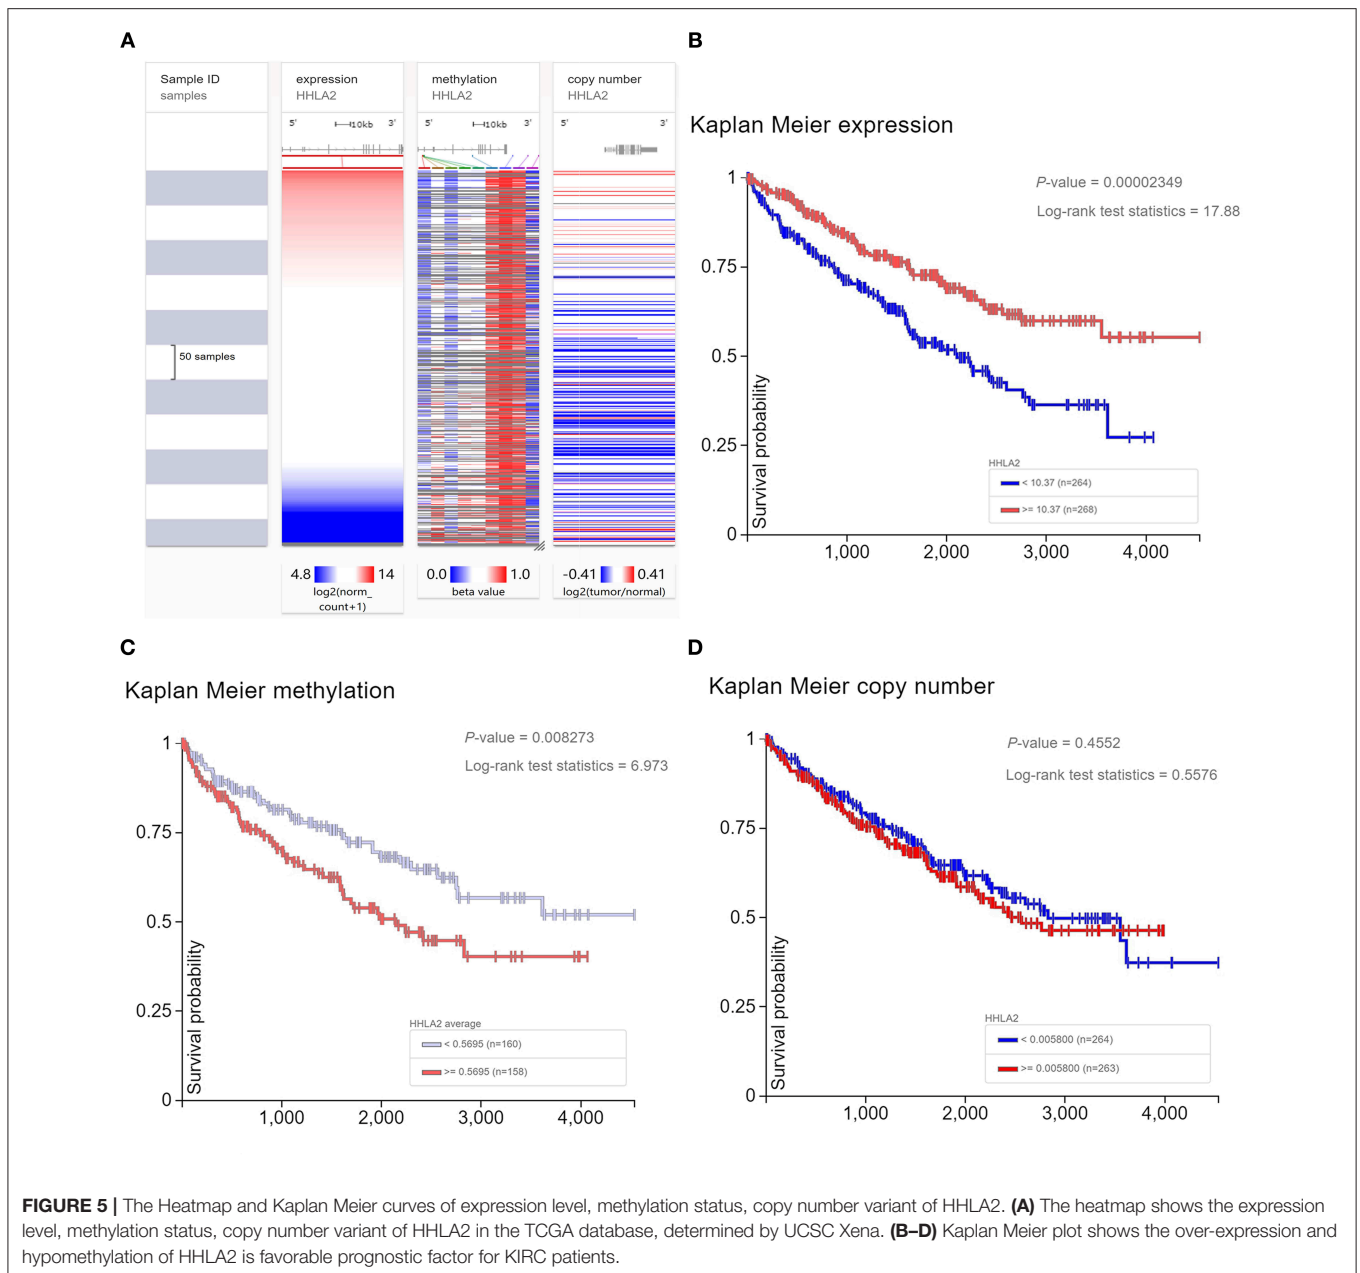 A
Sample ID
samples
expression
HHLA2
methylation
HHLA2
copy number
HHLA2
5' 10kb 3'
5' 10kb 3'
5' 3'
50 samples
4.8 14
log2(norm_
count+1)
0.0 1.0
beta value
-0.41 0.41
log2(tumor/normal)
B
Kaplan Meier expression
P-value = 0.00002349
Log-rank test statistics = 17.88
1
0.75
0.5
0.25
0
Survival probability
HHLA2
< 10.37 (n=264)
>= 10.37 (n=268)
1,000 2,000 3,000 4,000
C
Kaplan Meier methylation
P-value = 0.008273
Log-rank test statistics = 6.973
1
0.75
0.5
0.25
0
Survival probability
HHLA2 average
< 0.5695 (n=160)
>= 0.5695 (n=158)
1,000 2,000 3,000 4,000
D
Kaplan Meier copy number
P-value = 0.4552
Log-rank test statistics = 0.5576
1
0.75
0.5
0.25
0
Survival probability
HHLA2
< 0.005800 (n=264)
>= 0.005800 (n=263)
1,000 2,000 3,000 4,000
FIGURE 5 | The Heatmap and Kaplan Meier curves of expression level, methylation status, copy number variant of HHLA2. (A) The heatmap shows the expression
level, methylation status, copy number variant of HHLA2 in the TCGA database, determined by UCSC Xena. (B–D) Kaplan Meier plot shows the over-expression and
hypomethylation of HHLA2 is favorable prognostic factor for KIRC patients.